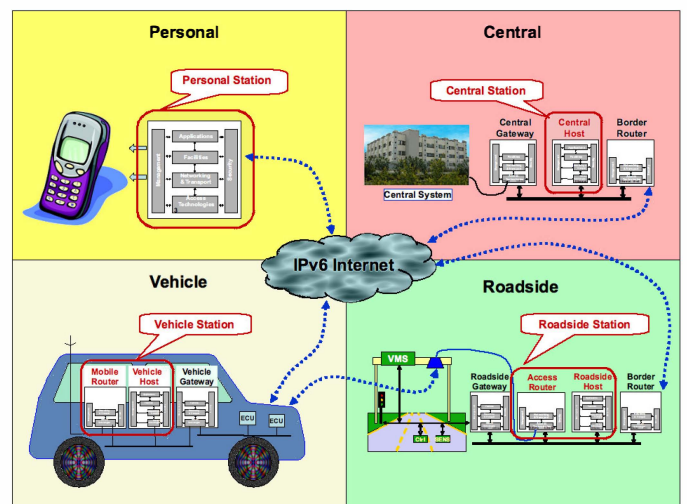 Personal
Personal Station
Applications
Facilities
Networking
& Transport
Access
Technologies
Management
Security
Central
Central Station
Central
Gateway
Central
Host
Border
Router
Central System
IPv6 Internet
Vehicle
Vehicle Station
Mobile
Router
Vehicle
Host
Vehicle
Gateway
ECU
ECU
Roadside
Roadside Station
VMS
Roadside
Gateway
Access
Router
Roadside
Host
Border
Router
Ctrl
SENS